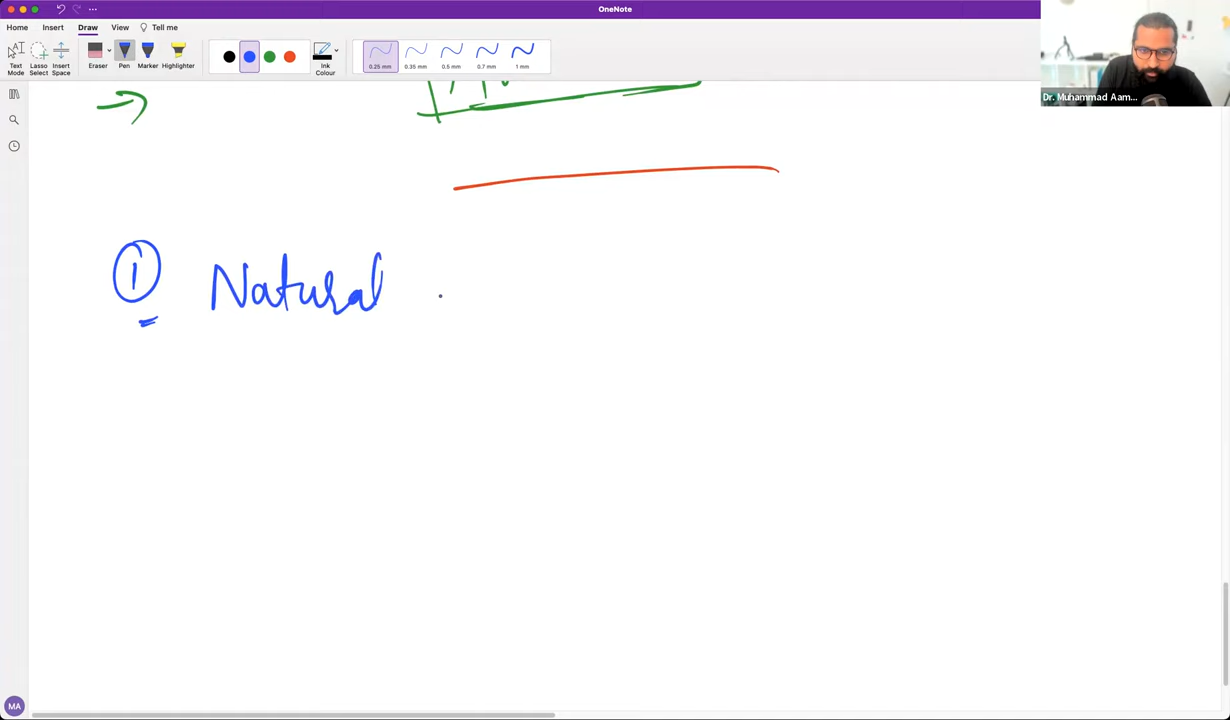 OneNote
Home Insert Draw View Tell me
Text Mode Lasso Select Insert Space Eraser Pen Marker Highlighter Ink Colour 0.25 mm 0.35 mm 0.5 mm 0.7 mm 1 mm
Dr. Muhammad Aam...
① Natural
MA